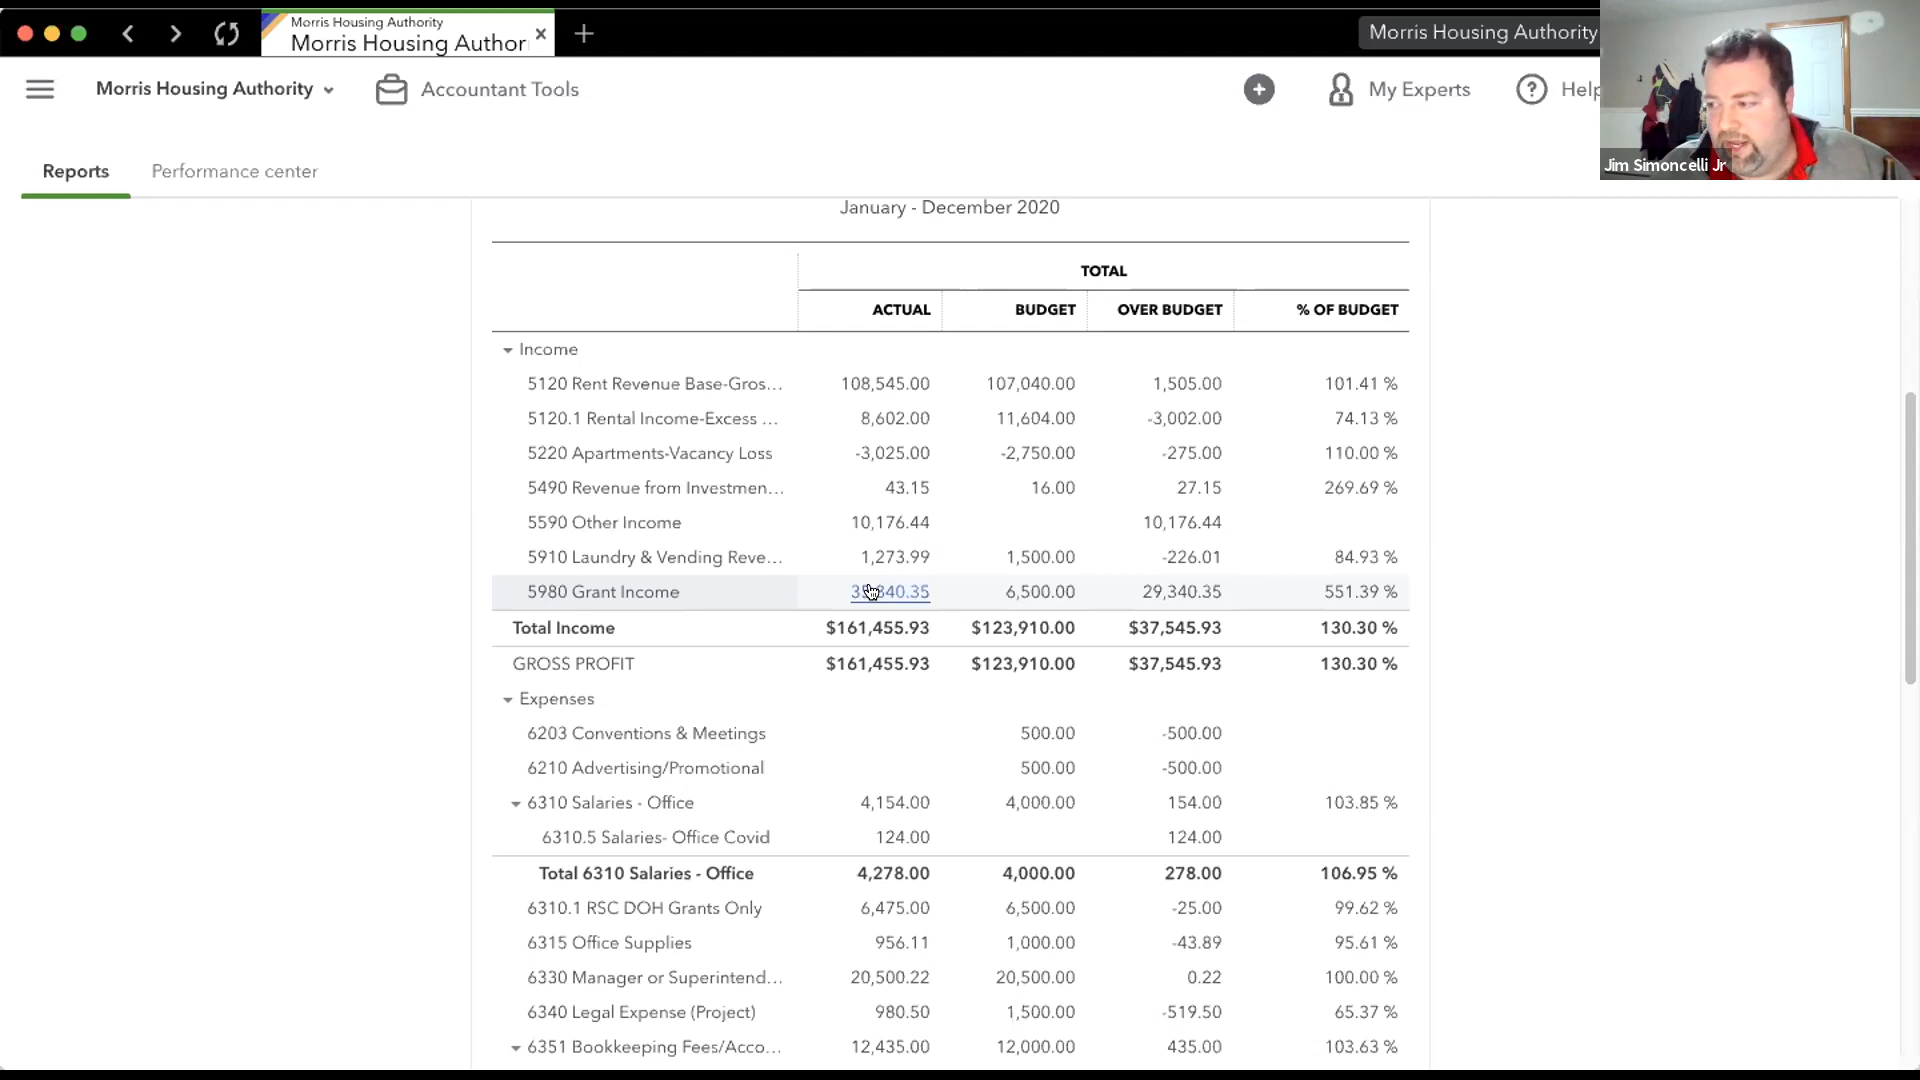 Morris Housing Authority
Morris Housing Author
Morris Housing Authority
Morris Housing Authority
Accountant Tools
My Experts
Help
Jim Simoncelli Jr
Reports
Performance center
January - December 2020
TOTAL
ACTUAL BUDGET OVER BUDGET % OF BUDGET
Income
5120 Rent Revenue Base-Gros... 108,545.00 107,040.00 1,505.00 101.41 %
5120.1 Rental Income-Excess ... 8,602.00 11,604.00 -3,002.00 74.13 %
5220 Apartments-Vacancy Loss -3,025.00 -2,750.00 -275.00 110.00 %
5490 Revenue from Investmen... 43.15 16.00 27.15 269.69 %
5590 Other Income 10,176.44 10,176.44
5910 Laundry & Vending Reve... 1,273.99 1,500.00 -226.01 84.93 %
5980 Grant Income 6,500.00 29,340.35 551.39 %
Total Income $161,455.93 $123,910.00 $37,545.93 130.30 %
GROSS PROFIT $161,455.93 $123,910.00 $37,545.93 130.30 %
Expenses
6203 Conventions & Meetings 500.00 -500.00
6210 Advertising/Promotional 500.00 -500.00
6310 Salaries - Office 4,154.00 4,000.00 154.00 103.85 %
6310.5 Salaries- Office Covid 124.00 124.00
Total 6310 Salaries - Office 4,278.00 4,000.00 278.00 106.95 %
6310.1 RSC DOH Grants Only 6,475.00 6,500.00 -25.00 99.62 %
6315 Office Supplies 956.11 1,000.00 -43.89 95.61 %
6330 Manager or Superintend... 20,500.22 20,500.00 0.22 100.00 %
6340 Legal Expense (Project) 980.50 1,500.00 -519.50 65.37 %
6351 Bookkeeping Fees/Acco... 12,435.00 12,000.00 435.00 103.63 %